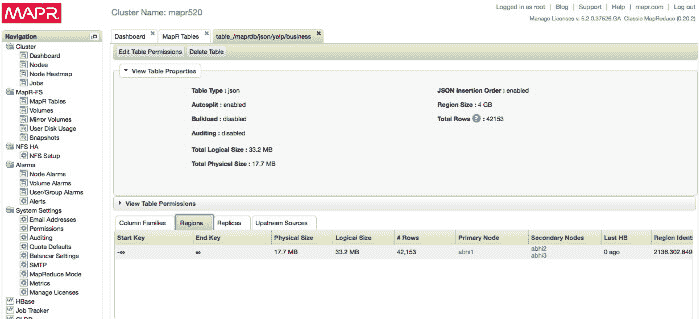 MAPR
Cluster Name: mapr520
Logged in as root | Blog | Support | Help | mapr.com | Log out
Manage Licenses v. 5.2.0.37626.GA Classic MapReduce (0.20.2)
Navigation
Cluster
Dashboard
Nodes
Node Heatmap
Jobs
MapR-FS
MapR Tables
Volumes
Mirror Volumes
User Disk Usage
Snapshots
NFS HA
NFS Setup
Alarms
Node Alarms
Volume Alarms
User/Group Alarms
Alerts
System Settings
Email Addresses
Permissions
Auditing
Quota Defaults
Balancer Settings
SMTP
MapReduce Mode
Metrics
Manage Licenses
HBase
Job Tracker
Dashboard
MapR Tables
table_/maprdb/json/yelp/business
Edit Table Permissions Delete Table
View Table Properties
Table Type : json
Autosplit : enabled
Bulkload : disabled
Auditing : disabled
Total Logical Size : 33.2 MB
Total Physical Size : 17.7 MB
JSON Insertion Order : enabled
Region Size : 4 GB
Total Rows ? : 42153
View Table Permissions
Column Families Regions Replicas Upstream Sources
Start Key End Key Physical Size Logical Size # Rows Primary Node Secondary Nodes Last HB Region Identi
-∞ ∞ 17.7 MB 33.2 MB 42,153 abhi1 abhi2 0 ago 2136.302.649
abhi3